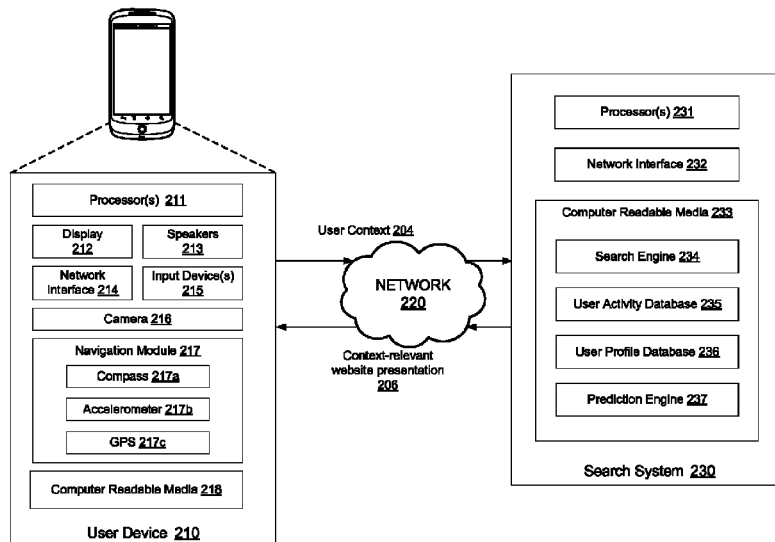 Processor(s) 211
Display
212
Speakers
213
Network
Interface 214
Input Device(s)
215
Camera 216
Navigation Module 217
Compass 217a
Accelerometer 217b
GPS 217c
Computer Readable Media 218
User Device 210
User Context 204
NETWORK
220
Context-relevant
website presentation
206
Processor(s) 231
Network Interface 232
Computer Readable Media 233
Search Engine 234
User Activity Database 235
User Profile Database 236
Prediction Engine 237
Search System 230